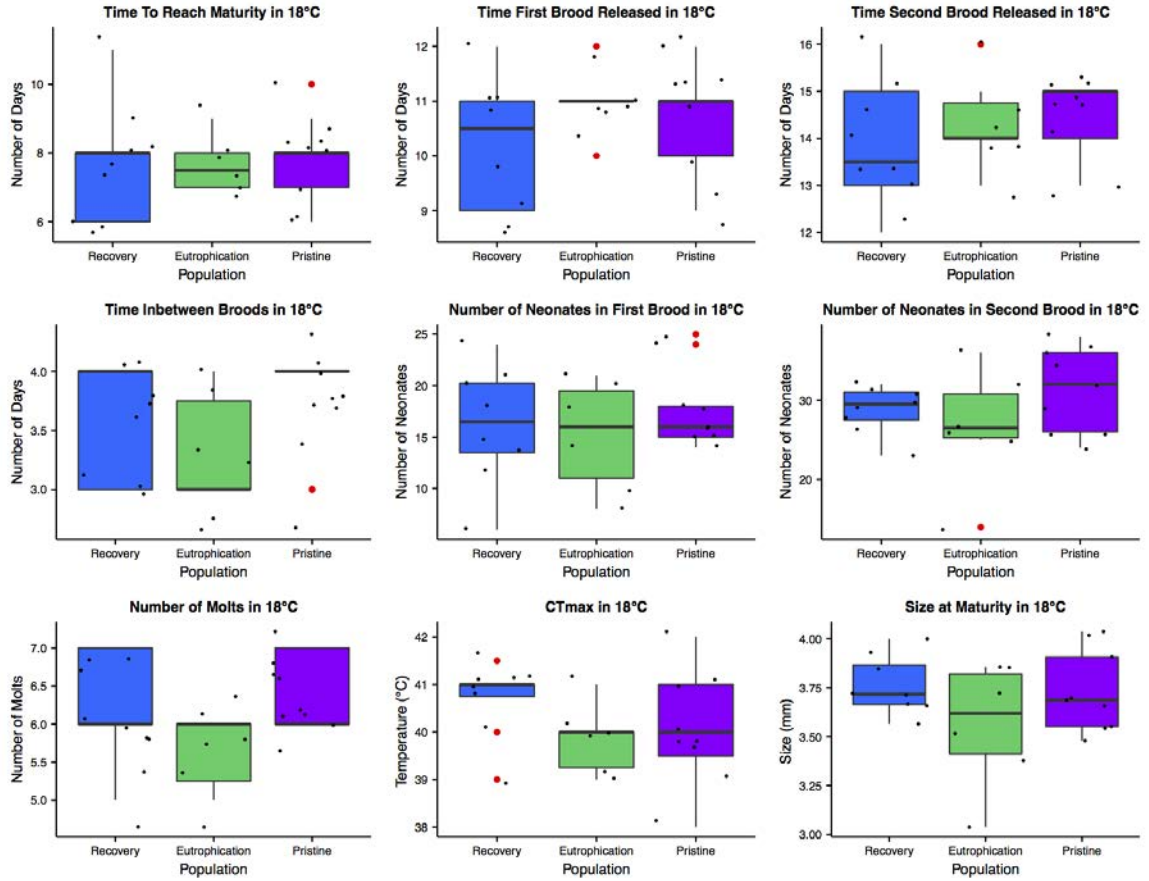 Time To Reach Maturity in 18°C
Number of Days
10
8
6
Recovery Eutrophication Pristine
Population
Time First Brood Released in 18°C
Number of Days
12
11
10
9
Recovery Eutrophication Pristine
Population
Time Second Brood Released in 18°C
Number of Days
16
15
14
13
12
Recovery Eutrophication Pristine
Population
Time Inbetween Broods in 18°C
Number of Days
4.0
3.5
3.0
Recovery Eutrophication Pristine
Population
Number of Neonates in First Brood in 18°C
Number of Neonates
25
20
15
10
Recovery Eutrophication Pristine
Population
Number of Neonates in Second Brood in 18°C
Number of Neonates
30
20
Recovery Eutrophication Pristine
Population
Number of Molts in 18°C
Number of Molts
7.0
6.5
6.0
5.5
5.0
Recovery Eutrophication Pristine
Population
CTmax in 18°C
Temperature (°C)
42
41
40
39
38
Recovery Eutrophication Pristine
Population
Size at Maturity in 18°C
Size (mm)
4.00
3.75
3.50
3.25
3.00
Recovery Eutrophication Pristine
Population